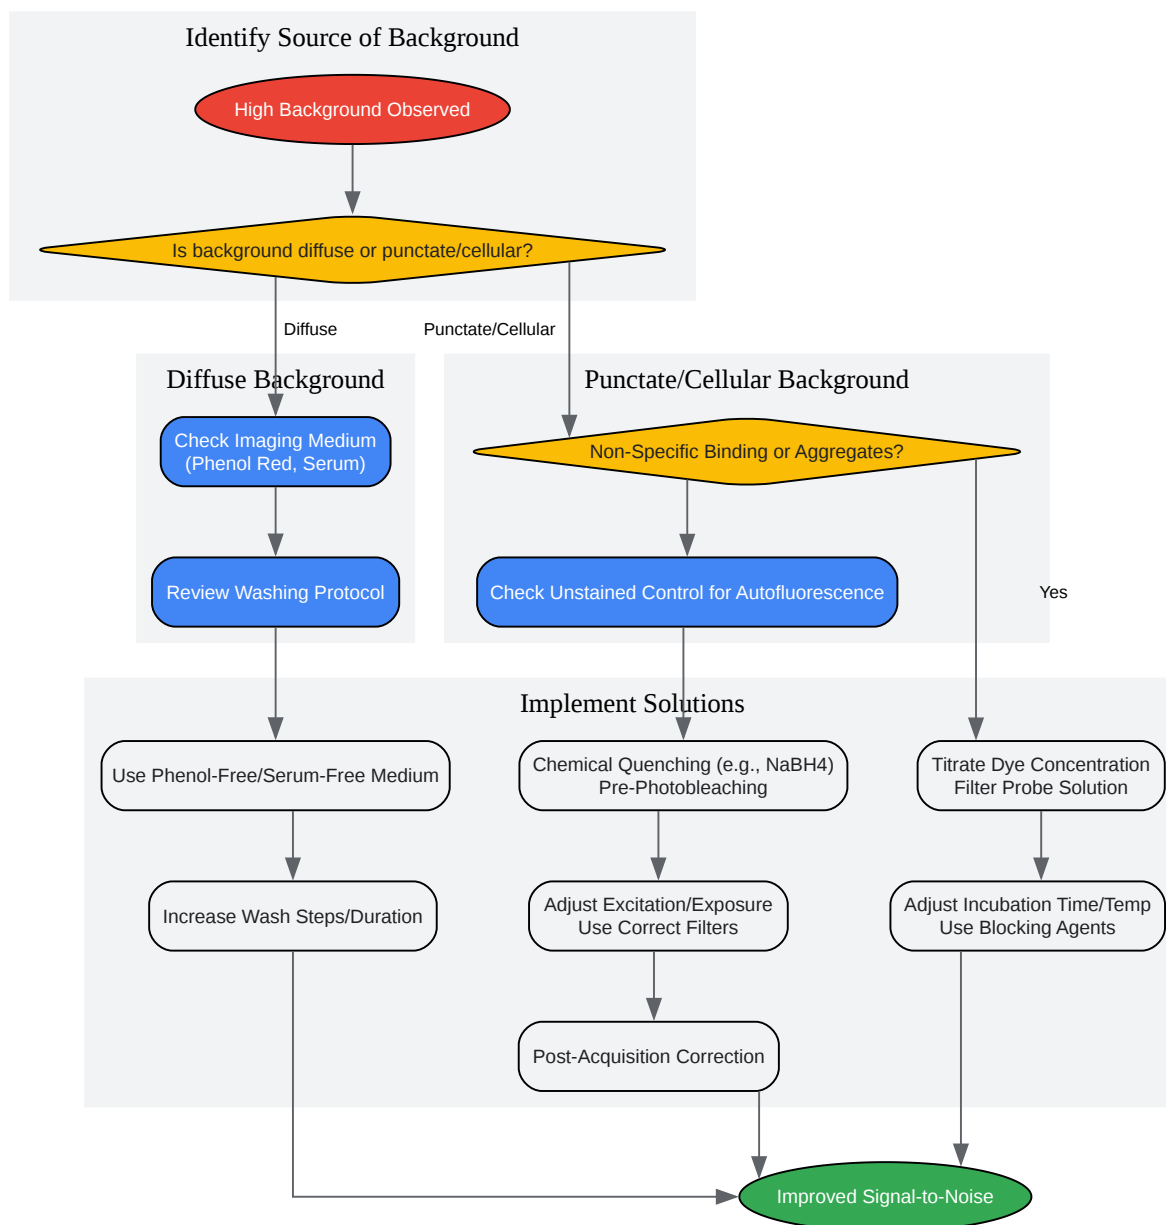 Identify Source of Background
High Background Observed
Is background diffuse or punctate/cellular?
Diffuse
Punctate/Cellular
Diffuse Background
Punctate/Cellular Background
Check Imaging Medium
(Phenol Red, Serum)
Non-Specific Binding or Aggregates?
Review Washing Protocol
Check Unstained Control for Autofluorescence
Yes
Implement Solutions
Use Phenol-Free/Serum-Free Medium
Chemical Quenching (e.g., NaBH4)
Pre-Photobleaching
Titrate Dye Concentration
Filter Probe Solution
Increase Wash Steps/Duration
Adjust Excitation/Exposure
Use Correct Filters
Adjust Incubation Time/Temp
Use Blocking Agents
Post-Acquisition Correction
Improved Signal-to-Noise